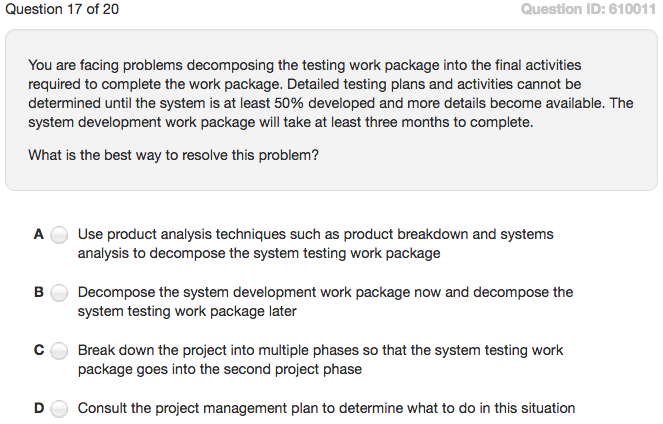 Question 17 of 20
Question ID: 610011
You are facing problems decomposing the testing work package into the final activities
required to complete the work package. Detailed testing plans and activities cannot be
determined until the system is at least 50% developed and more details become available. The
system development work package will take at least three months to complete.
What is the best way to resolve this problem?
A Use product analysis techniques such as product breakdown and systems
analysis to decompose the system testing work package
B Decompose the system development work package now and decompose the
system testing work package later
C Break down the project into multiple phases so that the system testing work
package goes into the second project phase
D Consult the project management plan to determine what to do in this situation